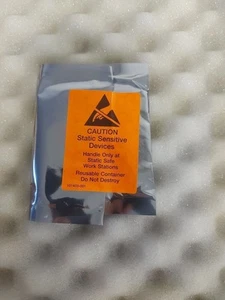 CAUTION
Static Sensitive
Devices
Handle Only at
Static Safe
Work Stations
Reusable Container
Do Not Destroy